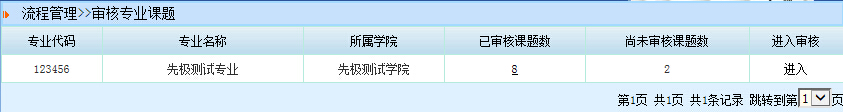 流程管理>>审核专业课题
专业代码 专业名称 所属学院 已审核课题数 尚未审核课题数 进入审核
123456 先极测试专业 先极测试学院 8 2 进入
第1页 共1页 共1条记录 跳转到第1页